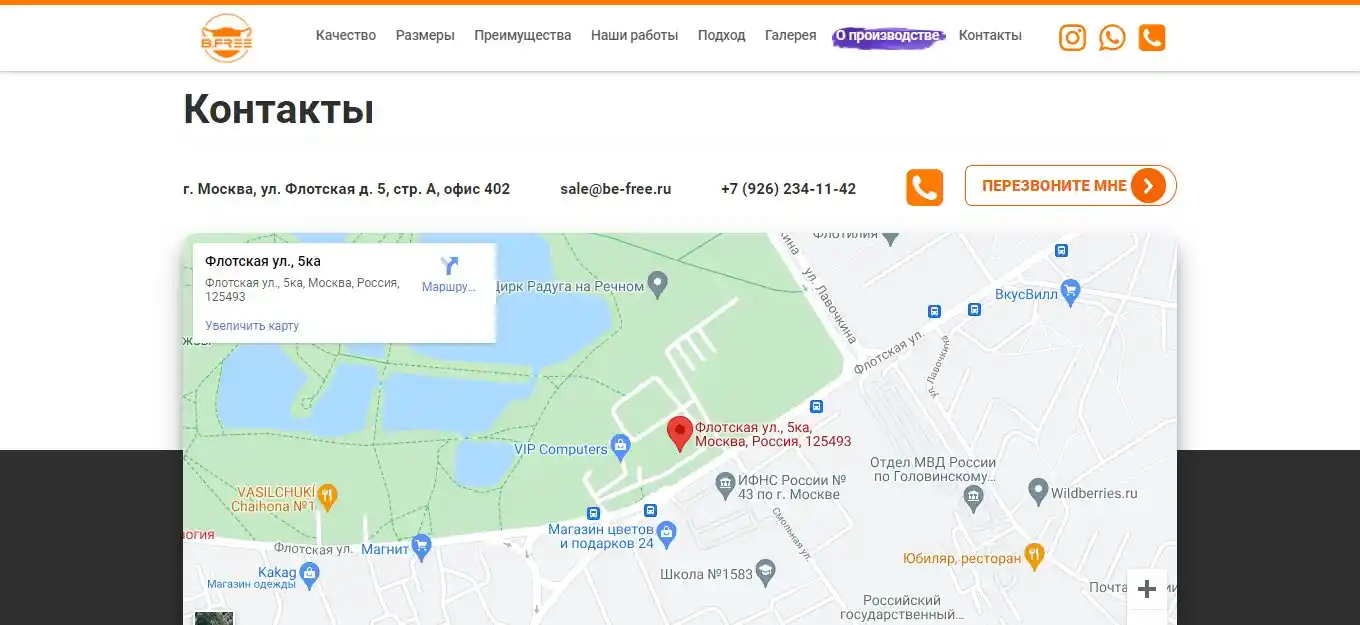 B.FREE
Качество Размеры Преимущества Наши работы Подход Галерея О производстве Контакты
Контакты
г. Москва, ул. Флотская д. 5, стр. А, офис 402 sale@be-free.ru +7 (926) 234-11-42 ПЕРЕЗВОНИТЕ МНЕ
Флотская ул., 5ка
Флотская ул., 5ка, Москва, Россия,
125493
Маршру...
Увеличить карту
Цирк Радуга на Речном
ул. Лавочкина
ВкусВилл
Флотская ул.
ул. Лавочкина
Флотская ул., 5ка,
Москва, Россия, 125493
VIP Computers
ИФНС России №
43 по г. Москве
Отдел МВД России
по Головинскому...
Wildberries.ru
VASILCHUKÍ
Chaihona №1
Смольная ул.
Магазин цветов
и подарков 24
Флотская ул.
Магнит
Юбиляр, ресторан
Kakag
Магазин одежды
Школа №1583
Российский
государственный...